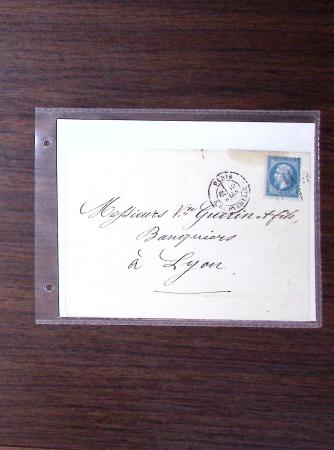 PARIS
Messieurs Vve Guerin & fils,
Banquiers
à Lyon.